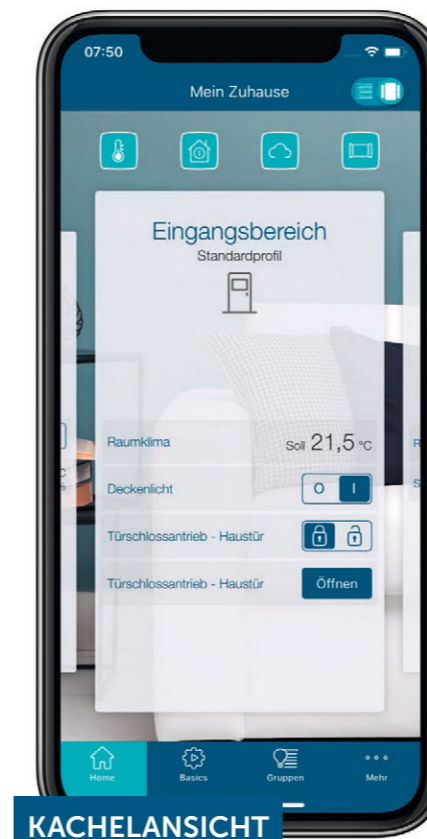 07:50
Mein Zuhause
Eingangsbereich
Standardprofil
Raumklima Soll 21,5 °C
Deckenlicht O I
Türschlossantrieb - Haustür
Türschlossantrieb - Haustür Öffnen
Home Basics Gruppen Mehr
KACHELANSICHT